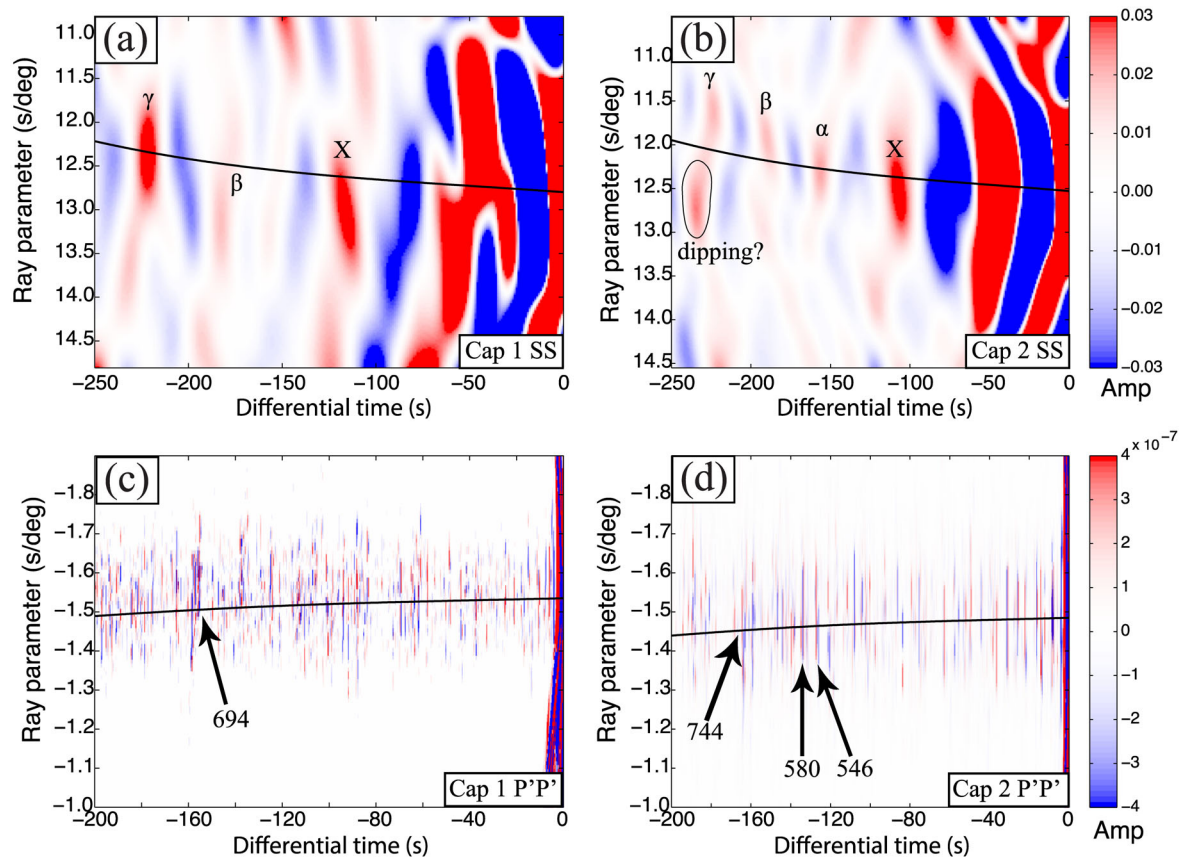 (a)
γ
β
X
Cap 1 SS
10.8
11.5
12.0
12.5
13.0
13.5
14.0
14.5
Ray parameter (s/deg)
−250
−200
−150
−100
−50
0
Differential time (s)
(b)
γ
β
α
X
dipping?
Cap 2 SS
11.0
11.5
12.0
12.5
13.0
13.5
14.0
14.5
Ray parameter (s/deg)
−250
−200
−150
−100
−50
0
Differential time (s)
0.03
0.02
0.01
0.00
−0.01
−0.02
−0.03
Amp
(c)
694
Cap 1 P’P’
−1.8
−1.7
−1.6
−1.5
−1.4
−1.3
−1.2
−1.1
−1.0
Ray parameter (s/deg)
−200
−160
−120
−80
−40
0
Differential time (s)
(d)
744
580
546
Cap 2 P’P’
−1.8
−1.7
−1.6
−1.5
−1.4
−1.3
−1.2
−1.1
−1.0
Ray parameter (s/deg)
−200
−160
−120
−80
−40
0
Differential time (s)
4 x 10⁻⁷
3
2
1
0
−1
−2
−3
−4
Amp